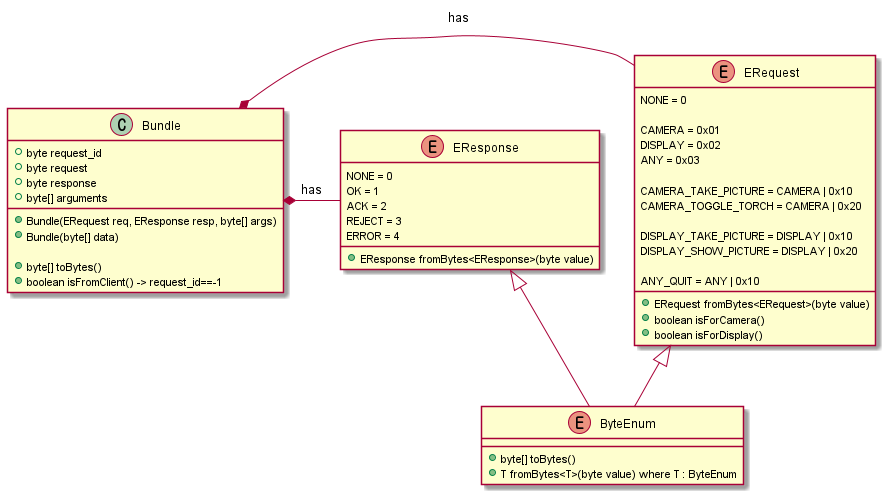 has
C Bundle
byte request_id
byte request
byte response
byte[] arguments
Bundle(ERequest req, EResponse resp, byte[] args)
Bundle(byte[] data)
byte[] toBytes()
boolean isFromClient() -> request_id==-1
has
E EResponse
NONE = 0
OK = 1
ACK = 2
REJECT = 3
ERROR = 4
EResponse fromBytes<EResponse>(byte value)
E ERequest
NONE = 0
CAMERA = 0x01
DISPLAY = 0x02
ANY = 0x03
CAMERA_TAKE_PICTURE = CAMERA | 0x10
CAMERA_TOGGLE_TORCH = CAMERA | 0x20
DISPLAY_TAKE_PICTURE = DISPLAY | 0x10
DISPLAY_SHOW_PICTURE = DISPLAY | 0x20
ANY_QUIT = ANY | 0x10
ERequest fromBytes<ERequest>(byte value)
boolean isForCamera()
boolean isForDisplay()
E ByteEnum
byte[] toBytes()
T fromBytes<T>(byte value) where T : ByteEnum